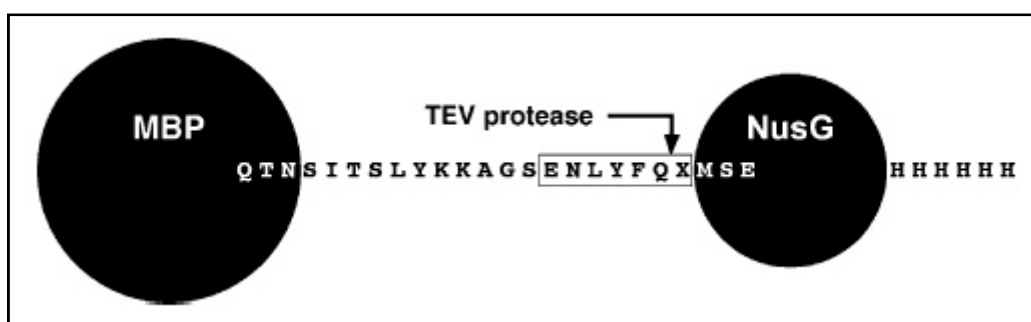 TEV protease
MBP
NusG
QTNSITSLYKKAGSENLYFQXMSE
HHHHHH